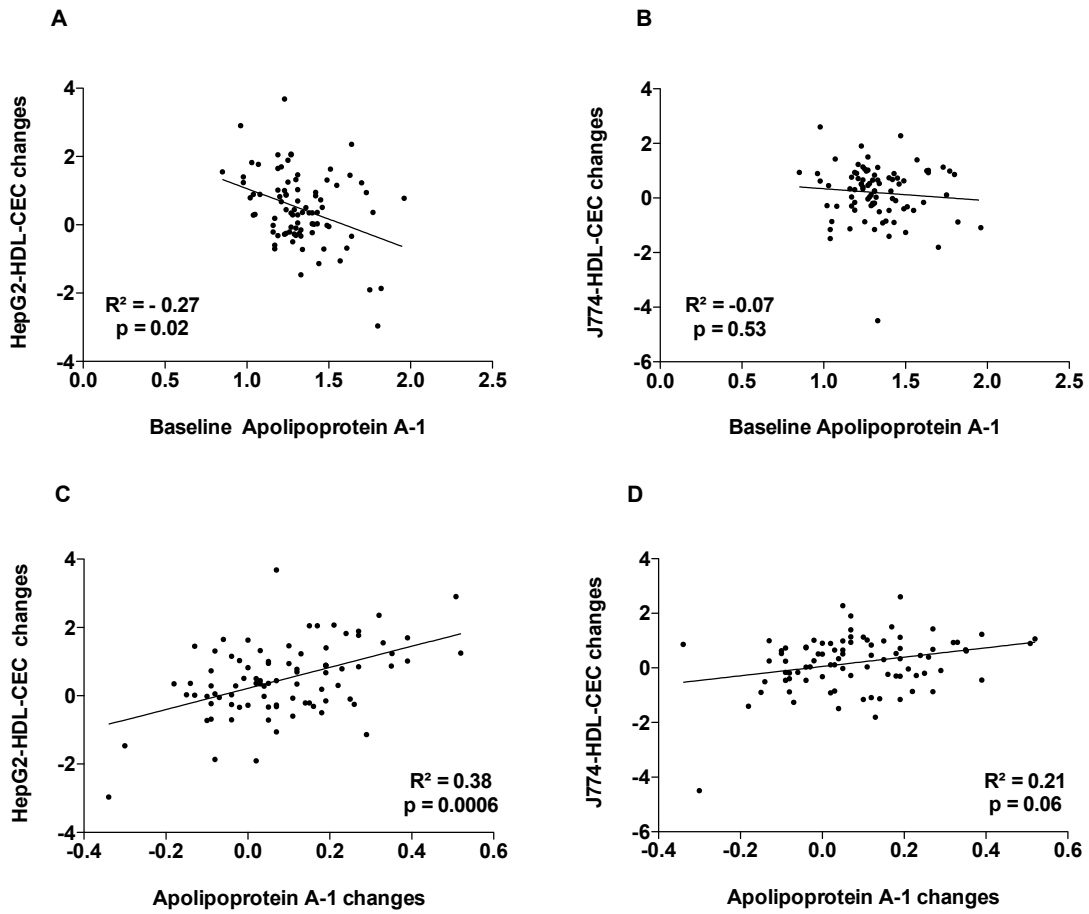 A
HepG2-HDL-CEC changes
4
2
0
-2
-4
R² = - 0.27
p = 0.02
0.0 0.5 1.0 1.5 2.0 2.5
Baseline Apolipoprotein A-1
B
J774-HDL-CEC changes
4
2
0
-2
-4
-6
R² = -0.07
p = 0.53
0.0 0.5 1.0 1.5 2.0 2.5
Baseline Apolipoprotein A-1
C
HepG2-HDL-CEC changes
4
2
0
-2
-4
R² = 0.38
p = 0.0006
-0.4 -0.2 0.0 0.2 0.4 0.6
Apolipoprotein A-1 changes
D
J774-HDL-CEC changes
4
2
0
-2
-4
-6
R² = 0.21
p = 0.06
-0.4 -0.2 0.0 0.2 0.4 0.6
Apolipoprotein A-1 changes